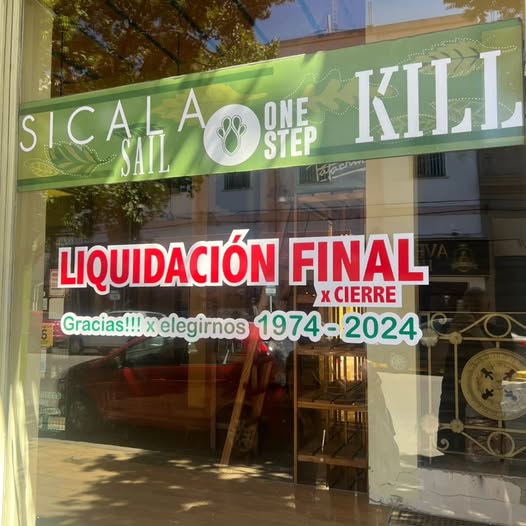 SICALA
SAIL
ONE
STEP
KILL
LIQUIDACIÓN FINAL
x CIERRE
Gracias!!! x elegirnos 1974 - 2024